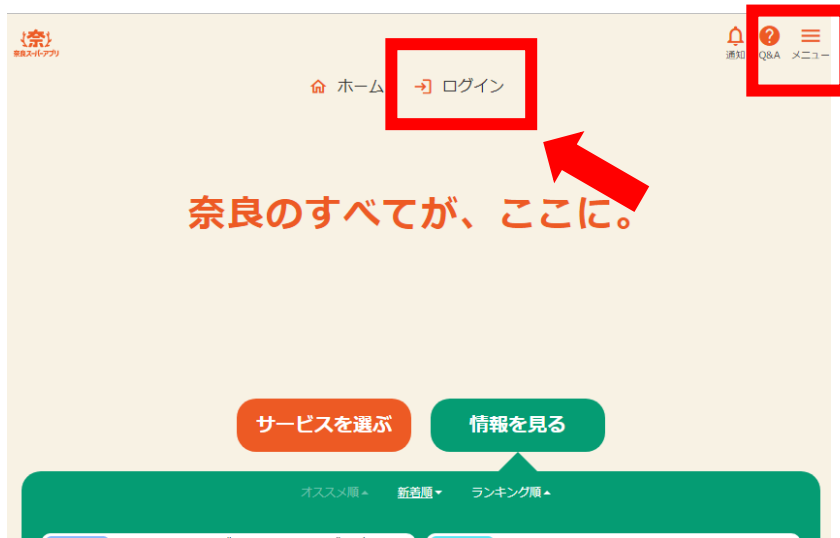 奈
奈良スーパーアプリ
通知 Q&A メニュー
ホーム ログイン
奈良のすべてが、ここに。
サービスを選ぶ 情報を見る
オススメ順▲ 新着順▼ ランキング順▲